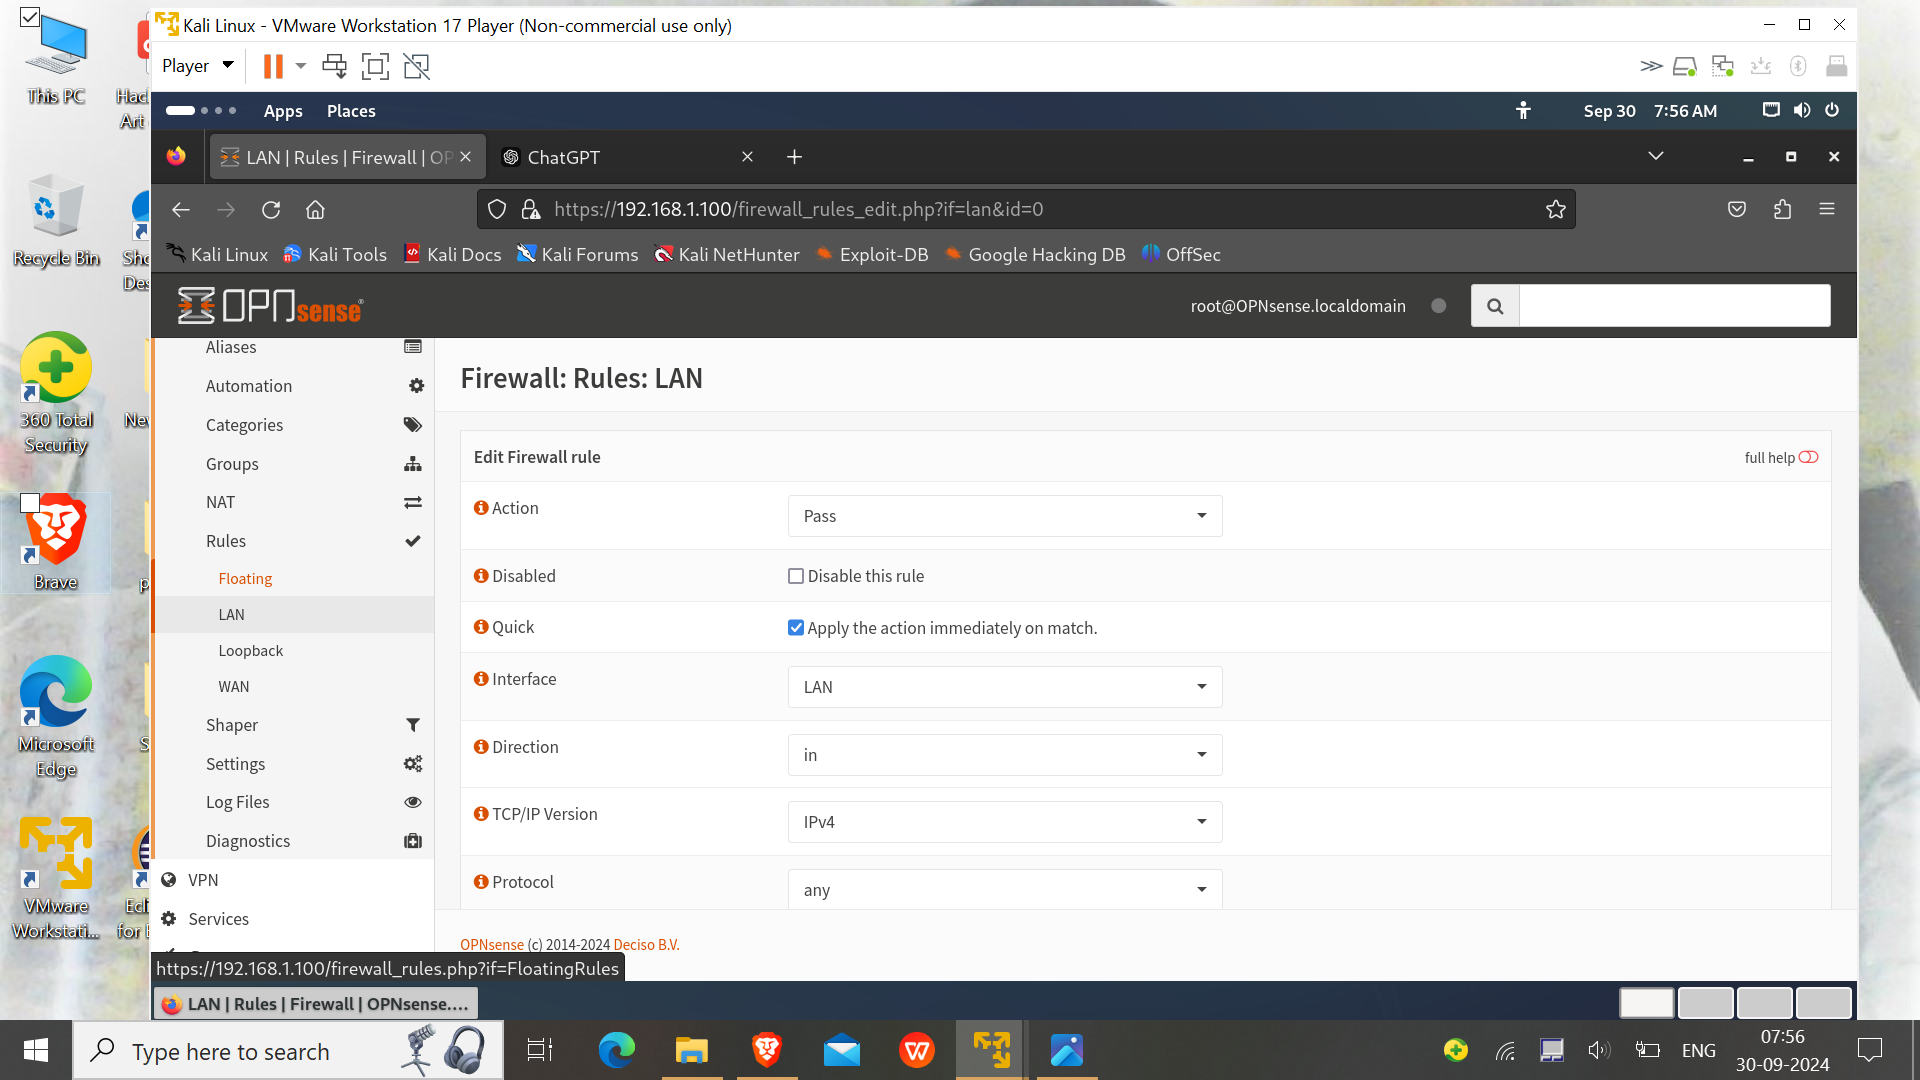 Kali Linux - VMware Workstation 17 Player (Non-commercial use only)
Player
Apps Places
Sep 30 7:56 AM
LAN | Rules | Firewall | OP
ChatGPT
https://192.168.1.100/firewall_rules_edit.php?if=lan&id=0
Kali Linux
Kali Tools
Kali Docs
Kali Forums
Kali NetHunter
Exploit-DB
Google Hacking DB
OffSec
OPNsense
root@OPNsense.localdomain
Aliases
Automation
Categories
Groups
NAT
Rules
Floating
LAN
Loopback
WAN
Shaper
Settings
Log Files
Diagnostics
VPN
Services
Firewall: Rules: LAN
Edit Firewall rule
full help
Action
Pass
Disabled
Disable this rule
Quick
Apply the action immediately on match.
Interface
LAN
Direction
in
TCP/IP Version
IPv4
Protocol
any
OPNsense (c) 2014-2024 Deciso B.V.
https://192.168.1.100/firewall_rules.php?if=FloatingRules
LAN | Rules | Firewall | OPNsense....
This PC
Recycle Bin
360 Total
Security
Brave
Microsoft
Edge
VMware
Workstati...
Type here to search
ENG
07:56
30-09-2024